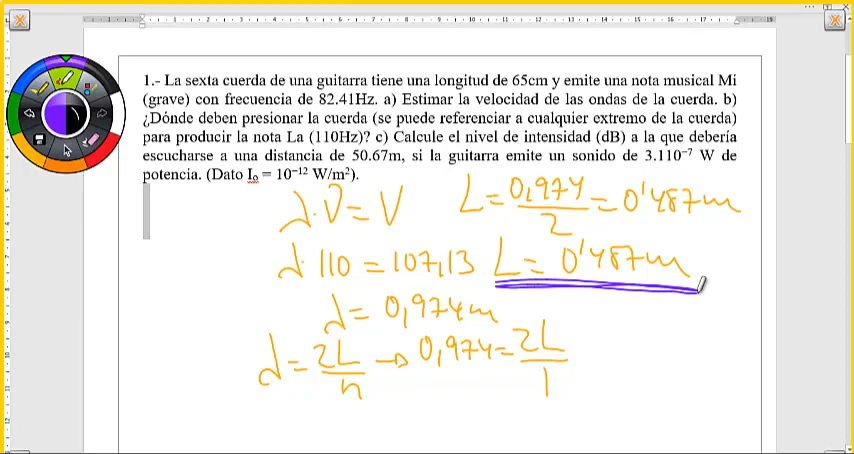 1.- La sexta cuerda de una guitarra tiene una longitud de 65cm y emite una nota musical Mi
(grave) con frecuencia de 82.41Hz. a) Estimar la velocidad de las ondas de la cuerda. b)
¿Dónde deben presionar la cuerda (se puede referenciar a cualquier extremo de la cuerda)
para producir la nota La (110Hz)? c) Calcule el nivel de intensidad (dB) a la que debería
escucharse a una distancia de 50.67m, si la guitarra emite un sonido de 3.110⁻⁷ W de
potencia. (Dato I₀ = 10⁻¹² W/m²).
λ·ν = V L = 0,974/2 = 0'487m
λ·110 = 107,13 L = 0'487m
λ = 0,974m
λ = 2L/n → 0,974 = 2L/1